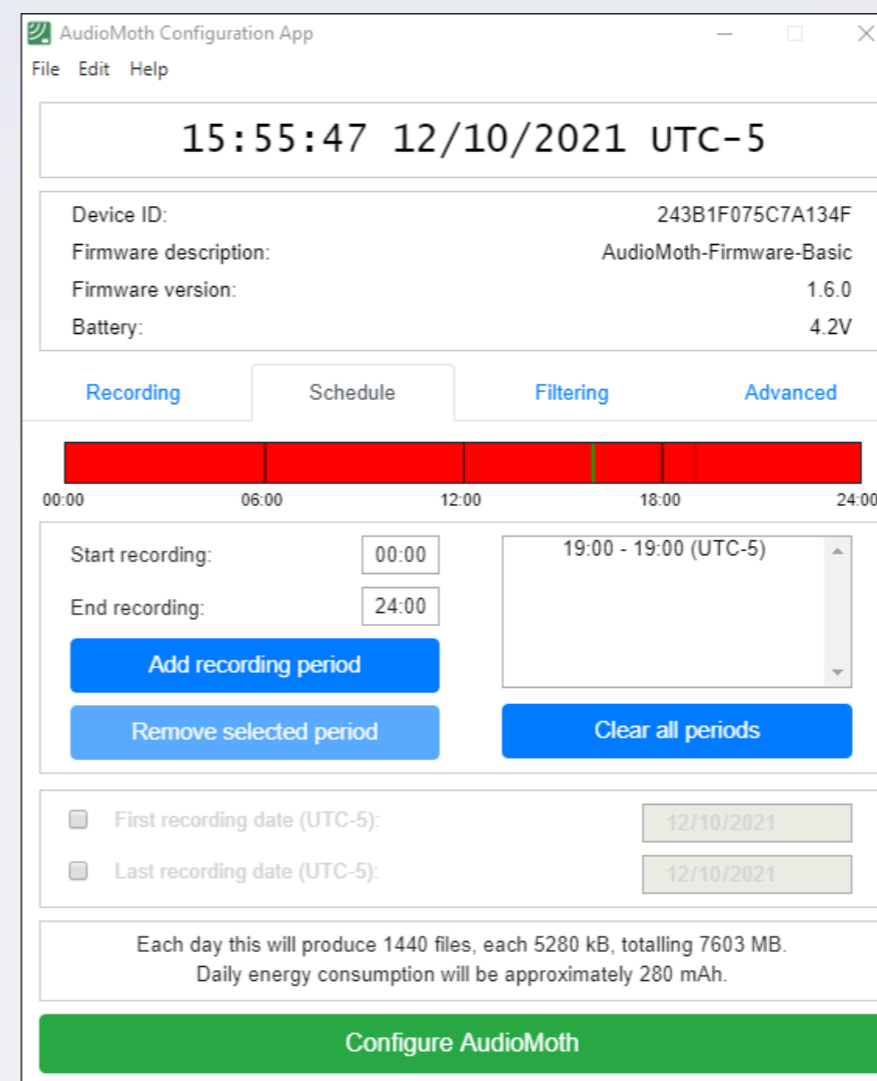 AudioMoth Configuration App
File Edit Help
15:55:47 12/10/2021 UTC-5
Device ID: 243B1F075C7A134F
Firmware description: AudioMoth-Firmware-Basic
Firmware version: 1.6.0
Battery: 4.2V
Recording Schedule Filtering Advanced
00:00 06:00 12:00 18:00 24:00
Start recording: 00:00
End recording: 24:00
Add recording period
Remove selected period
19:00 - 19:00 (UTC-5)
Clear all periods
First recording date (UTC-5): 12/10/2021
Last recording date (UTC-5): 12/10/2021
Each day this will produce 1440 files, each 5280 kB, totalling 7603 MB.
Daily energy consumption will be approximately 280 mAh.
Configure AudioMoth